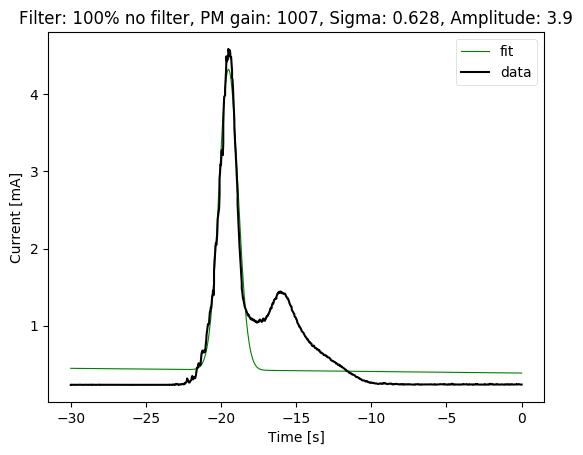 Filter: 100% no filter, PM gain: 1007, Sigma: 0.628, Amplitude: 3.9
fit
data
4
3
2
1
Current [mA]
−30 −25 −20 −15 −10 −5 0
Time [s]